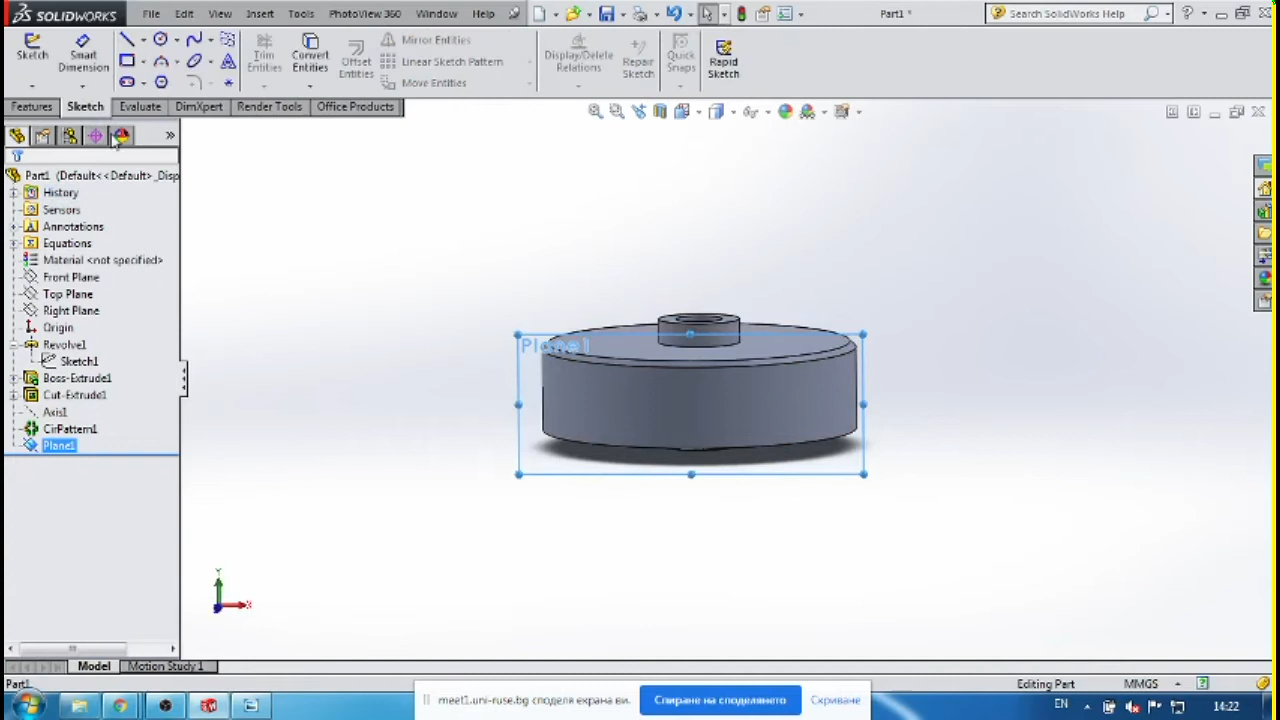 SOLIDWORKS File Edit View Insert Tools PhotoView 360 Window Help Part1 * Search SolidWorks Help
Sketch Smart Dimension Trim Entities Convert Entities Offset Entities Mirror Entities Linear Sketch Pattern Move Entities Display/Delete Relations Repair Sketch Quick Snaps Rapid Sketch
Features Sketch Evaluate DimXpert Render Tools Office Products
Part1 (Default<<Default>_Disp
History
Sensors
Annotations
Equations
Material <not specified>
Front Plane
Top Plane
Right Plane
Origin
Revolve1
Sketch1
Boss-Extrude1
Cut-Extrude1
Axis1
CirPattern1
Plane1
Plane1
Y
X
Model Motion Study 1
Part1 Editing Part MMGS
meet1.uni-ruse.bg споделя екрана ви. Спиране на споделянето Скриване EN 14:22